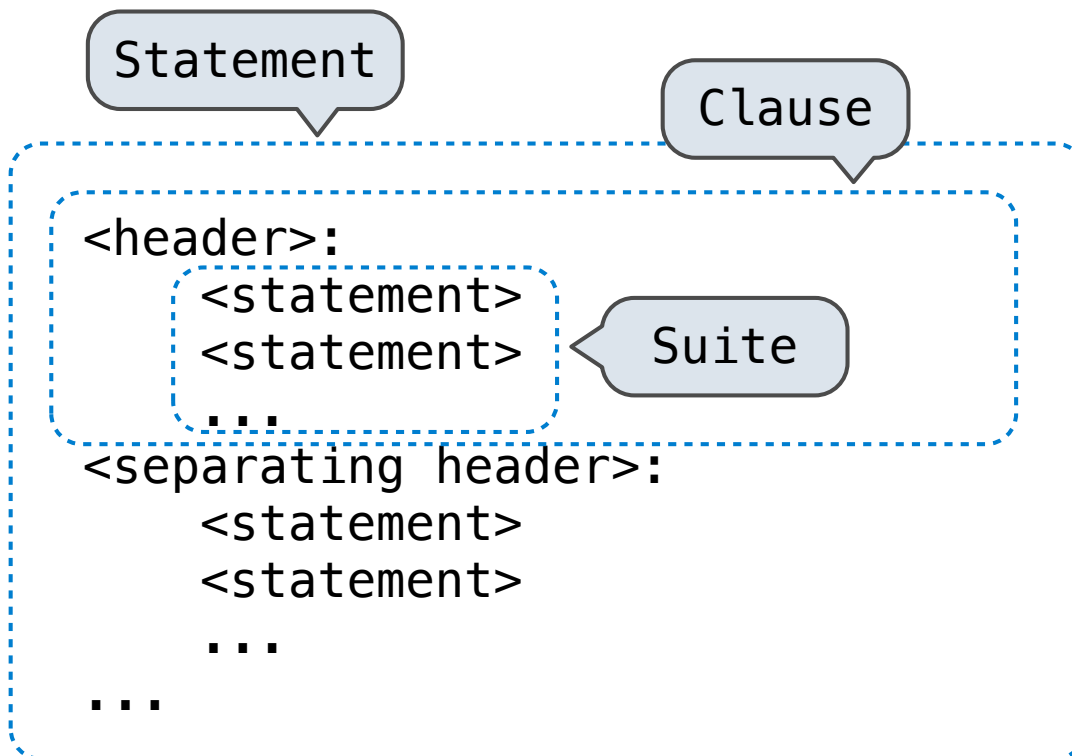 Statement
Clause
<header>:
<statement>
<statement>
Suite
...
<separating header>:
<statement>
<statement>
...
...